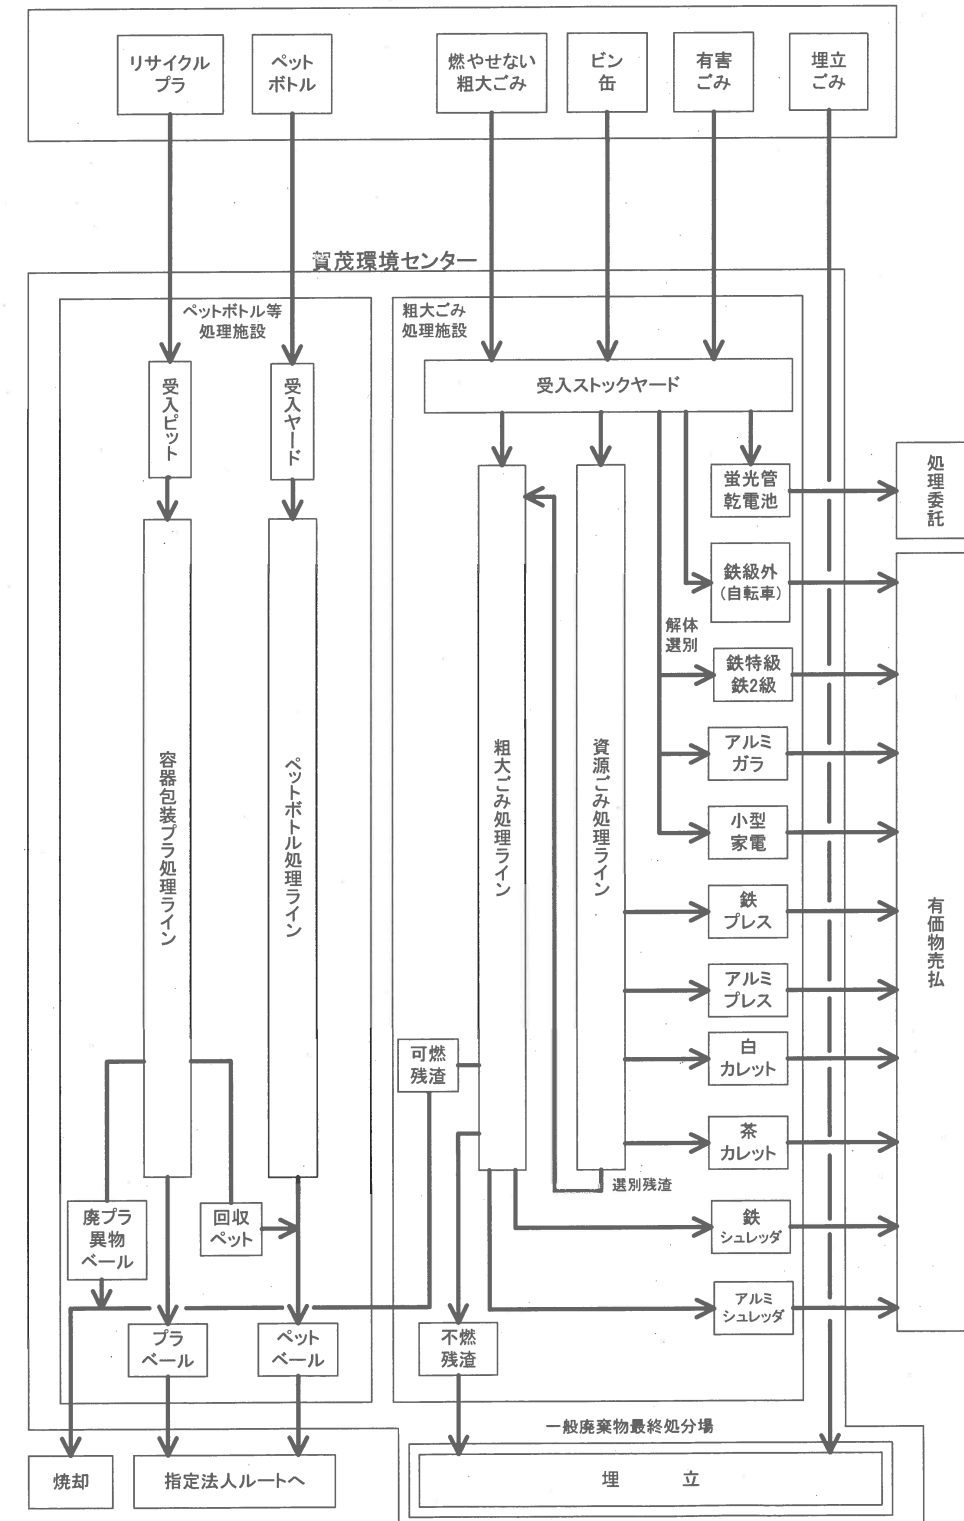 リサイクル
プラ
ペット
ボトル
燃やせない
粗大ごみ
ビン
缶
有害
ごみ
埋立
ごみ
賀茂環境センター
ペットボトル等
処理施設
粗大ごみ
処理施設
受入ピット
受入ヤード
受入ストックヤード
蛍光管
乾電池
処理委託
鉄級外
(自転車)
解体
選別
鉄特級
鉄2級
アルミ
ガラ
小型
家電
容器包装プラ処理ライン
ペットボトル処理ライン
粗大ごみ処理ライン
資源ごみ処理ライン
鉄
プレス
有価物売払
アルミ
プレス
可燃
残渣
白
カレット
茶
カレット
選別残渣
廃プラ
異物
ベール
回収
ペット
鉄
シュレッダ
アルミ
シュレッダ
プラ
ベール
ペット
ベール
不燃
残渣
一般廃棄物最終処分場
焼却
指定法人ルートへ
埋 立